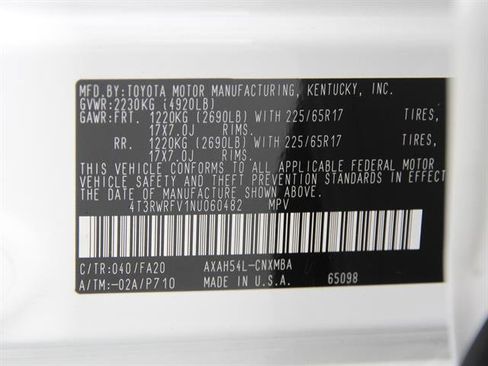 MFD.BY:TOYOTA MOTOR MANUFACTURING, KENTUCKY, INC.
GVWR:2230KG (4920LB)
GAWR:FRT. 1220KG (2690LB) WITH 225/65R17 TIRES,
17X7.0J RIMS.
RR. 1220KG (2690LB) WITH 225/65R17 TIRES,
17X7.0J RIMS.
THIS VEHICLE CONFORMS TO ALL APPLICABLE FEDERAL MOTOR
VEHICLE SAFETY AND THEFT PREVENTION STANDARDS IN EFFECT
ON THE DATE OF MANUFACTURE SHOWN ABOVE.
4T3RWRFV1NU060482 MPV
C/TR:040/FA20 AXAH54L-CNXMBA
A/TM:-02A/P710 MADE IN U.S.A. 65098